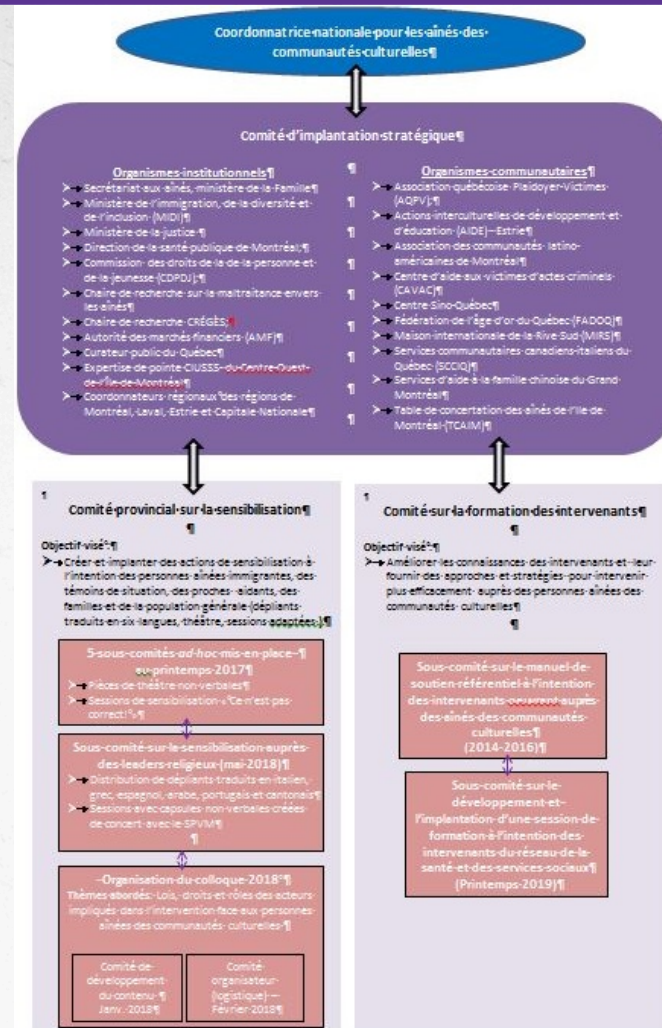 Coordonnatrice nationale pour les aînés des
communautés culturelles¶
Comité d'implantation stratégique¶
Organismes institutionnels¶
Secrétariat aux aînés, ministère de la Famille¶
Ministère de l'immigration, de la diversité et
de l'inclusion (MIDI)¶
Ministère de la justice ¶
Direction de la santé publique de Montréal;¶
Commission des droits de la de la personne et
de la jeunesse (CDPDJ);¶
Chaire de recherche sur la maltraitance envers
les aînés¶
Chaire de recherche CRÉGÈS;¶
Autorité des marchés financiers (AMF)¶
Curateur public du Québec¶
Expertise de pointe CIUSSS du Centre-Ouest-
de-l'Île-de-Montréal¶
Coordonnateurs régionaux des régions de
Montréal, Laval, Estrie et Capitale Nationale¶
Organismes communautaires¶
Association québécoise Plaidoyer-Victimes
(AQPV);¶
Actions interculturelles de développement et
d'éducation (AIDE) – Estrie¶
Association des communautés latino-
américaines de Montréal¶
Centre d'aide aux victimes d'actes criminels
(CAVAC)¶
Centre Sino-Québec¶
Fédération de l'âge d'or du Québec (FADOQ)¶
Maison internationale de la Rive Sud (MIRS)¶
Services communautaires canadiens-italiens du
Québec (SCCIQ)¶
Services d'aide à la famille chinoise du Grand
Montréal¶
Table de concertation des aînés de l'île de
Montréal (TCAIM)¶
Comité provincial sur la sensibilisation¶
¶
Objectif visé :¶
Créer et implanter des actions de sensibilisation à
l'intention des personnes aînées immigrantes, des
témoins de situation, des proches aidants, des
familles et de la population générale (dépliants
traduits en six langues, théâtre, sessions adaptées )¶
5 sous-comités ad hoc mis en place –¶
au printemps 2017¶
Pièces de théâtre non verbales¶
Sessions de sensibilisation « Ce n'est pas
correct! »¶
Sous-comité sur la sensibilisation auprès
des leaders religieux (mai 2018)¶
Distribution de dépliants traduits en italien,
grec, espagnol, arabe, portugais et cantonais¶
Sessions avec capsules non verbales créées
de concert avec le SPVM¶
¶
–Organisation du colloque 2018 ¶
Thèmes abordés: Lois, droits et rôles des acteurs
impliqués dans l'intervention face aux personnes
aînées des communautés culturelles ¶
Comité de
développement
du contenu ¶
Janv. 2018¶
Comité
organisateur
(logistique) –
Février 2018¶
Comité sur la formation des intervenants¶
¶
Objectif visé :¶
Améliorer les connaissances des intervenants et leur
fournir des approches et stratégies pour intervenir
plus efficacement auprès des personnes aînées des
communautés culturelles¶
¶
Sous-comité sur le manuel de
soutien référentiel à l'intention
des intervenants oeuvrant auprès
des aînés des communautés
culturelles¶
(2014-2016)¶
Sous-comité sur le
développement et–
l'implantation d'une session de
formation à l'intention des
intervenants du réseau de la
santé et des services sociaux¶
(Printemps 2019)¶